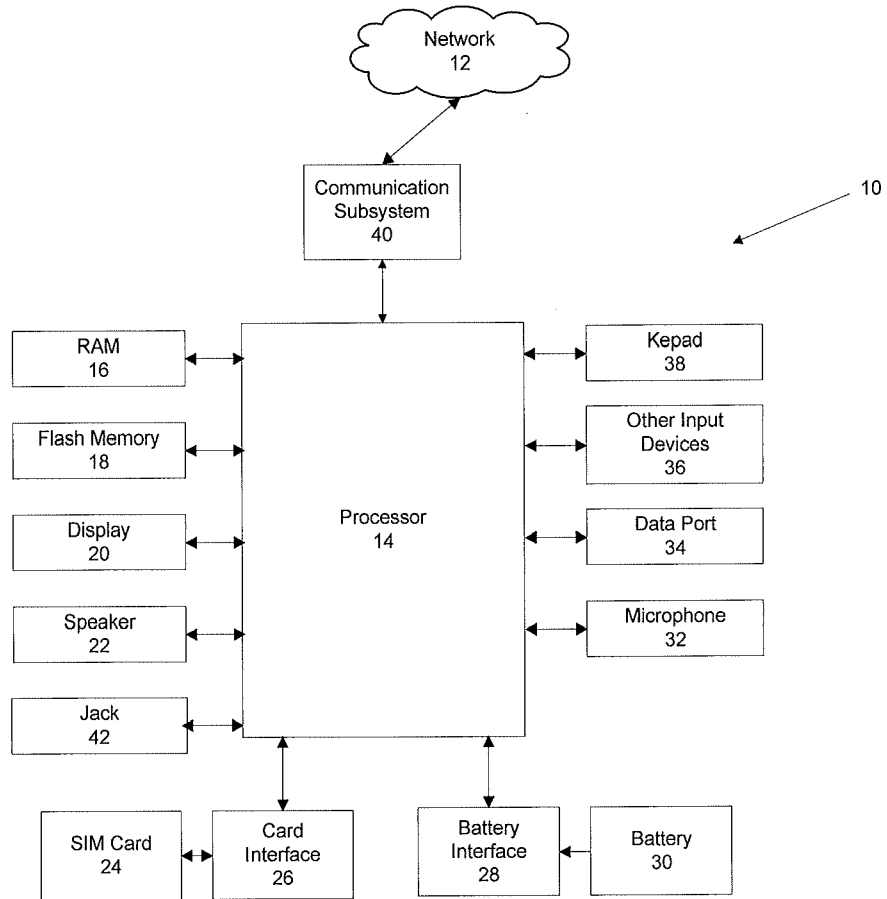 Network
12
Communication
Subsystem
40
10
RAM
16
Flash Memory
18
Display
20
Speaker
22
Jack
42
Processor
14
Kepad
38
Other Input
Devices
36
Data Port
34
Microphone
32
SIM Card
24
Card
Interface
26
Battery
Interface
28
Battery
30